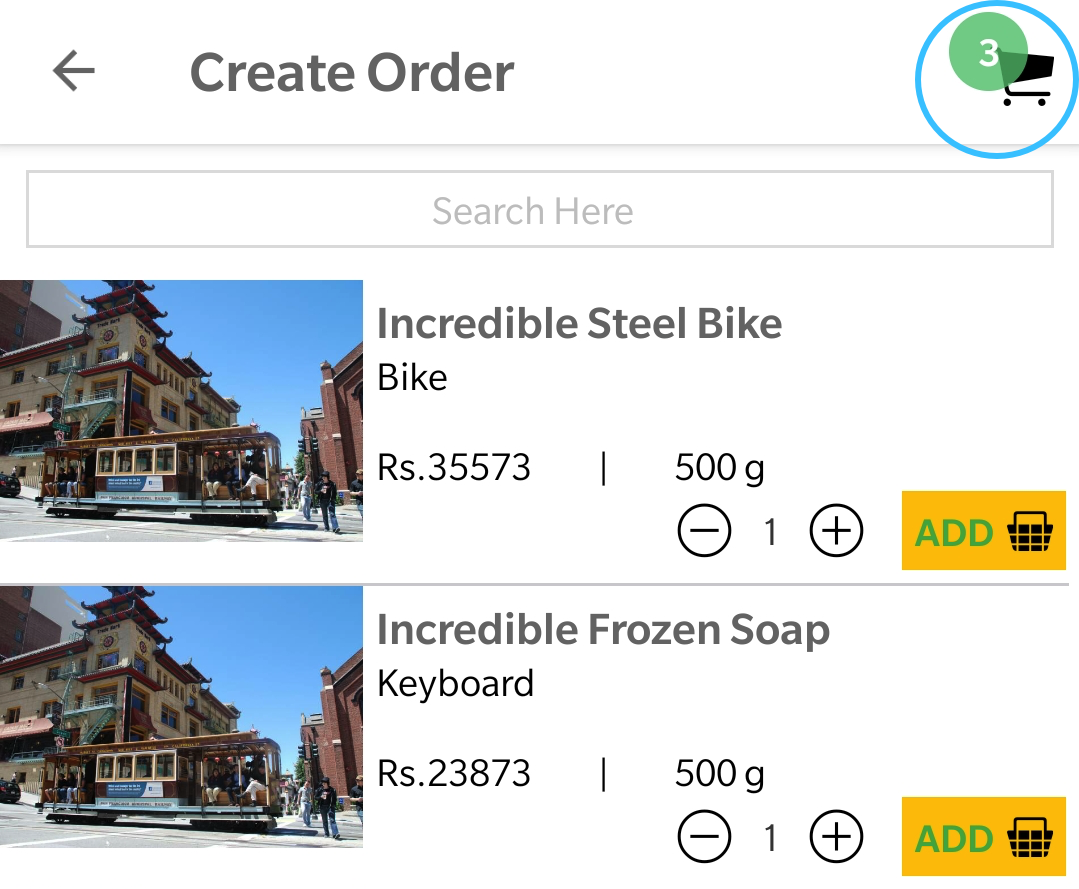 Create Order
3
Search Here
Incredible Steel Bike
Bike
Rs.35573 | 500 g
1
ADD
Incredible Frozen Soap
Keyboard
Rs.23873 | 500 g
1
ADD